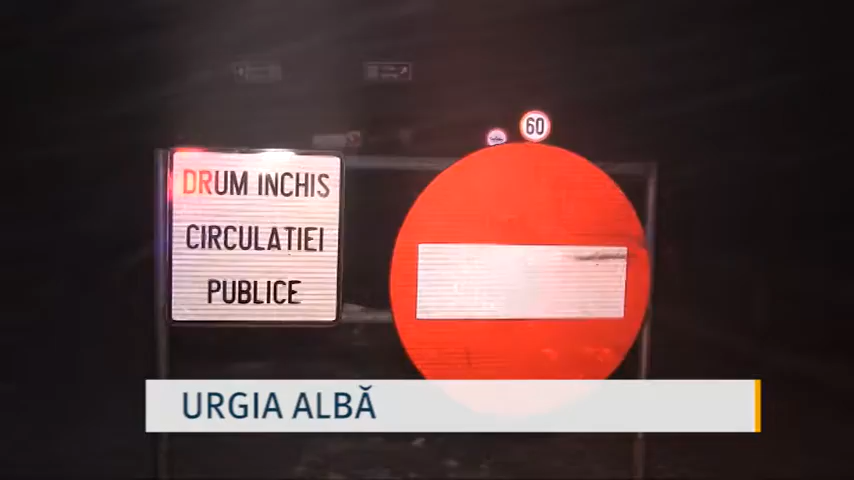 60
DRUM INCHIS
CIRCULATIEI
PUBLICE
URGIA ALBĂ